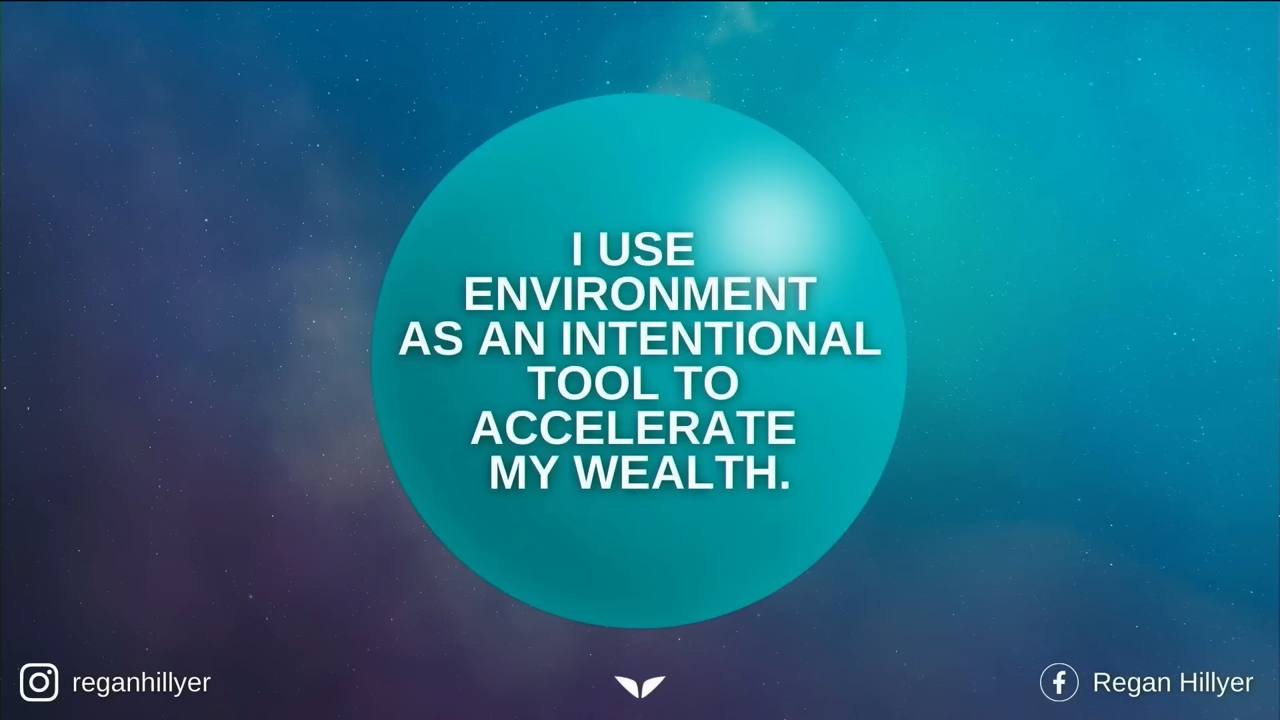 I USE
ENVIRONMENT
AS AN INTENTIONAL
TOOL TO
ACCELERATE
MY WEALTH.
reganhillyer
Regan Hillyer